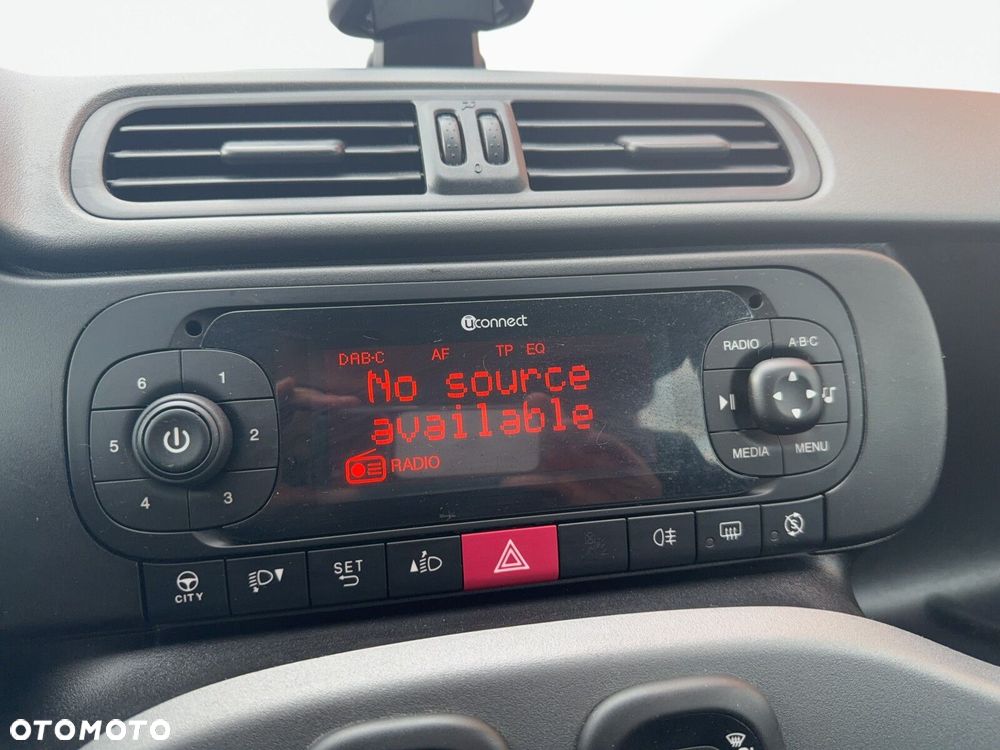 0
uconnect
DAB-C AF TP EQ
No source
available
RADIO
6 1
5 2
4 3
RADIO A·B·C
MEDIA MENU
CITY
SET
OTOMOTO